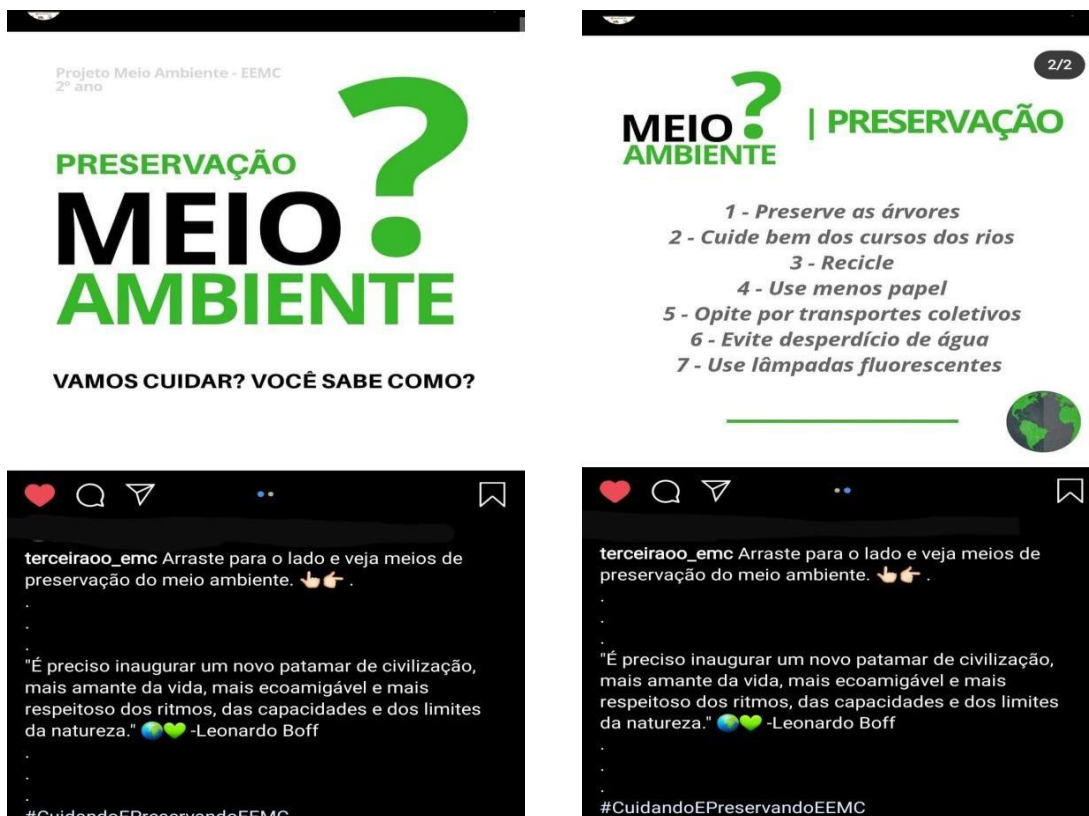 Projeto Meio Ambiente - EEMC
2º ano
PRESERVAÇÃO
MEIO ?
AMBIENTE
VAMOS CUIDAR? VOCÊ SABE COMO?
terceiraoo_emc Arraste para o lado e veja meios de
preservação do meio ambiente. 👆🏻👉🏻 .
.
.
.
"É preciso inaugurar um novo patamar de civilização,
mais amante da vida, mais ecoamigável e mais
respeitoso dos ritmos, das capacidades e dos limites
da natureza." 🌍💚 -Leonardo Boff
.
.
.
#CuidandoEPreservandoEEMC
2/2
MEIO ?
AMBIENTE
| PRESERVAÇÃO
1 - Preserve as árvores
2 - Cuide bem dos cursos dos rios
3 - Recicle
4 - Use menos papel
5 - Opite por transportes coletivos
6 - Evite desperdício de água
7 - Use lâmpadas fluorescentes
terceiraoo_emc Arraste para o lado e veja meios de
preservação do meio ambiente. 👆🏻👉🏻 .
.
.
.
"É preciso inaugurar um novo patamar de civilização,
mais amante da vida, mais ecoamigável e mais
respeitoso dos ritmos, das capacidades e dos limites
da natureza." 🌍💚 -Leonardo Boff
.
.
.
#CuidandoEPreservandoEEMC